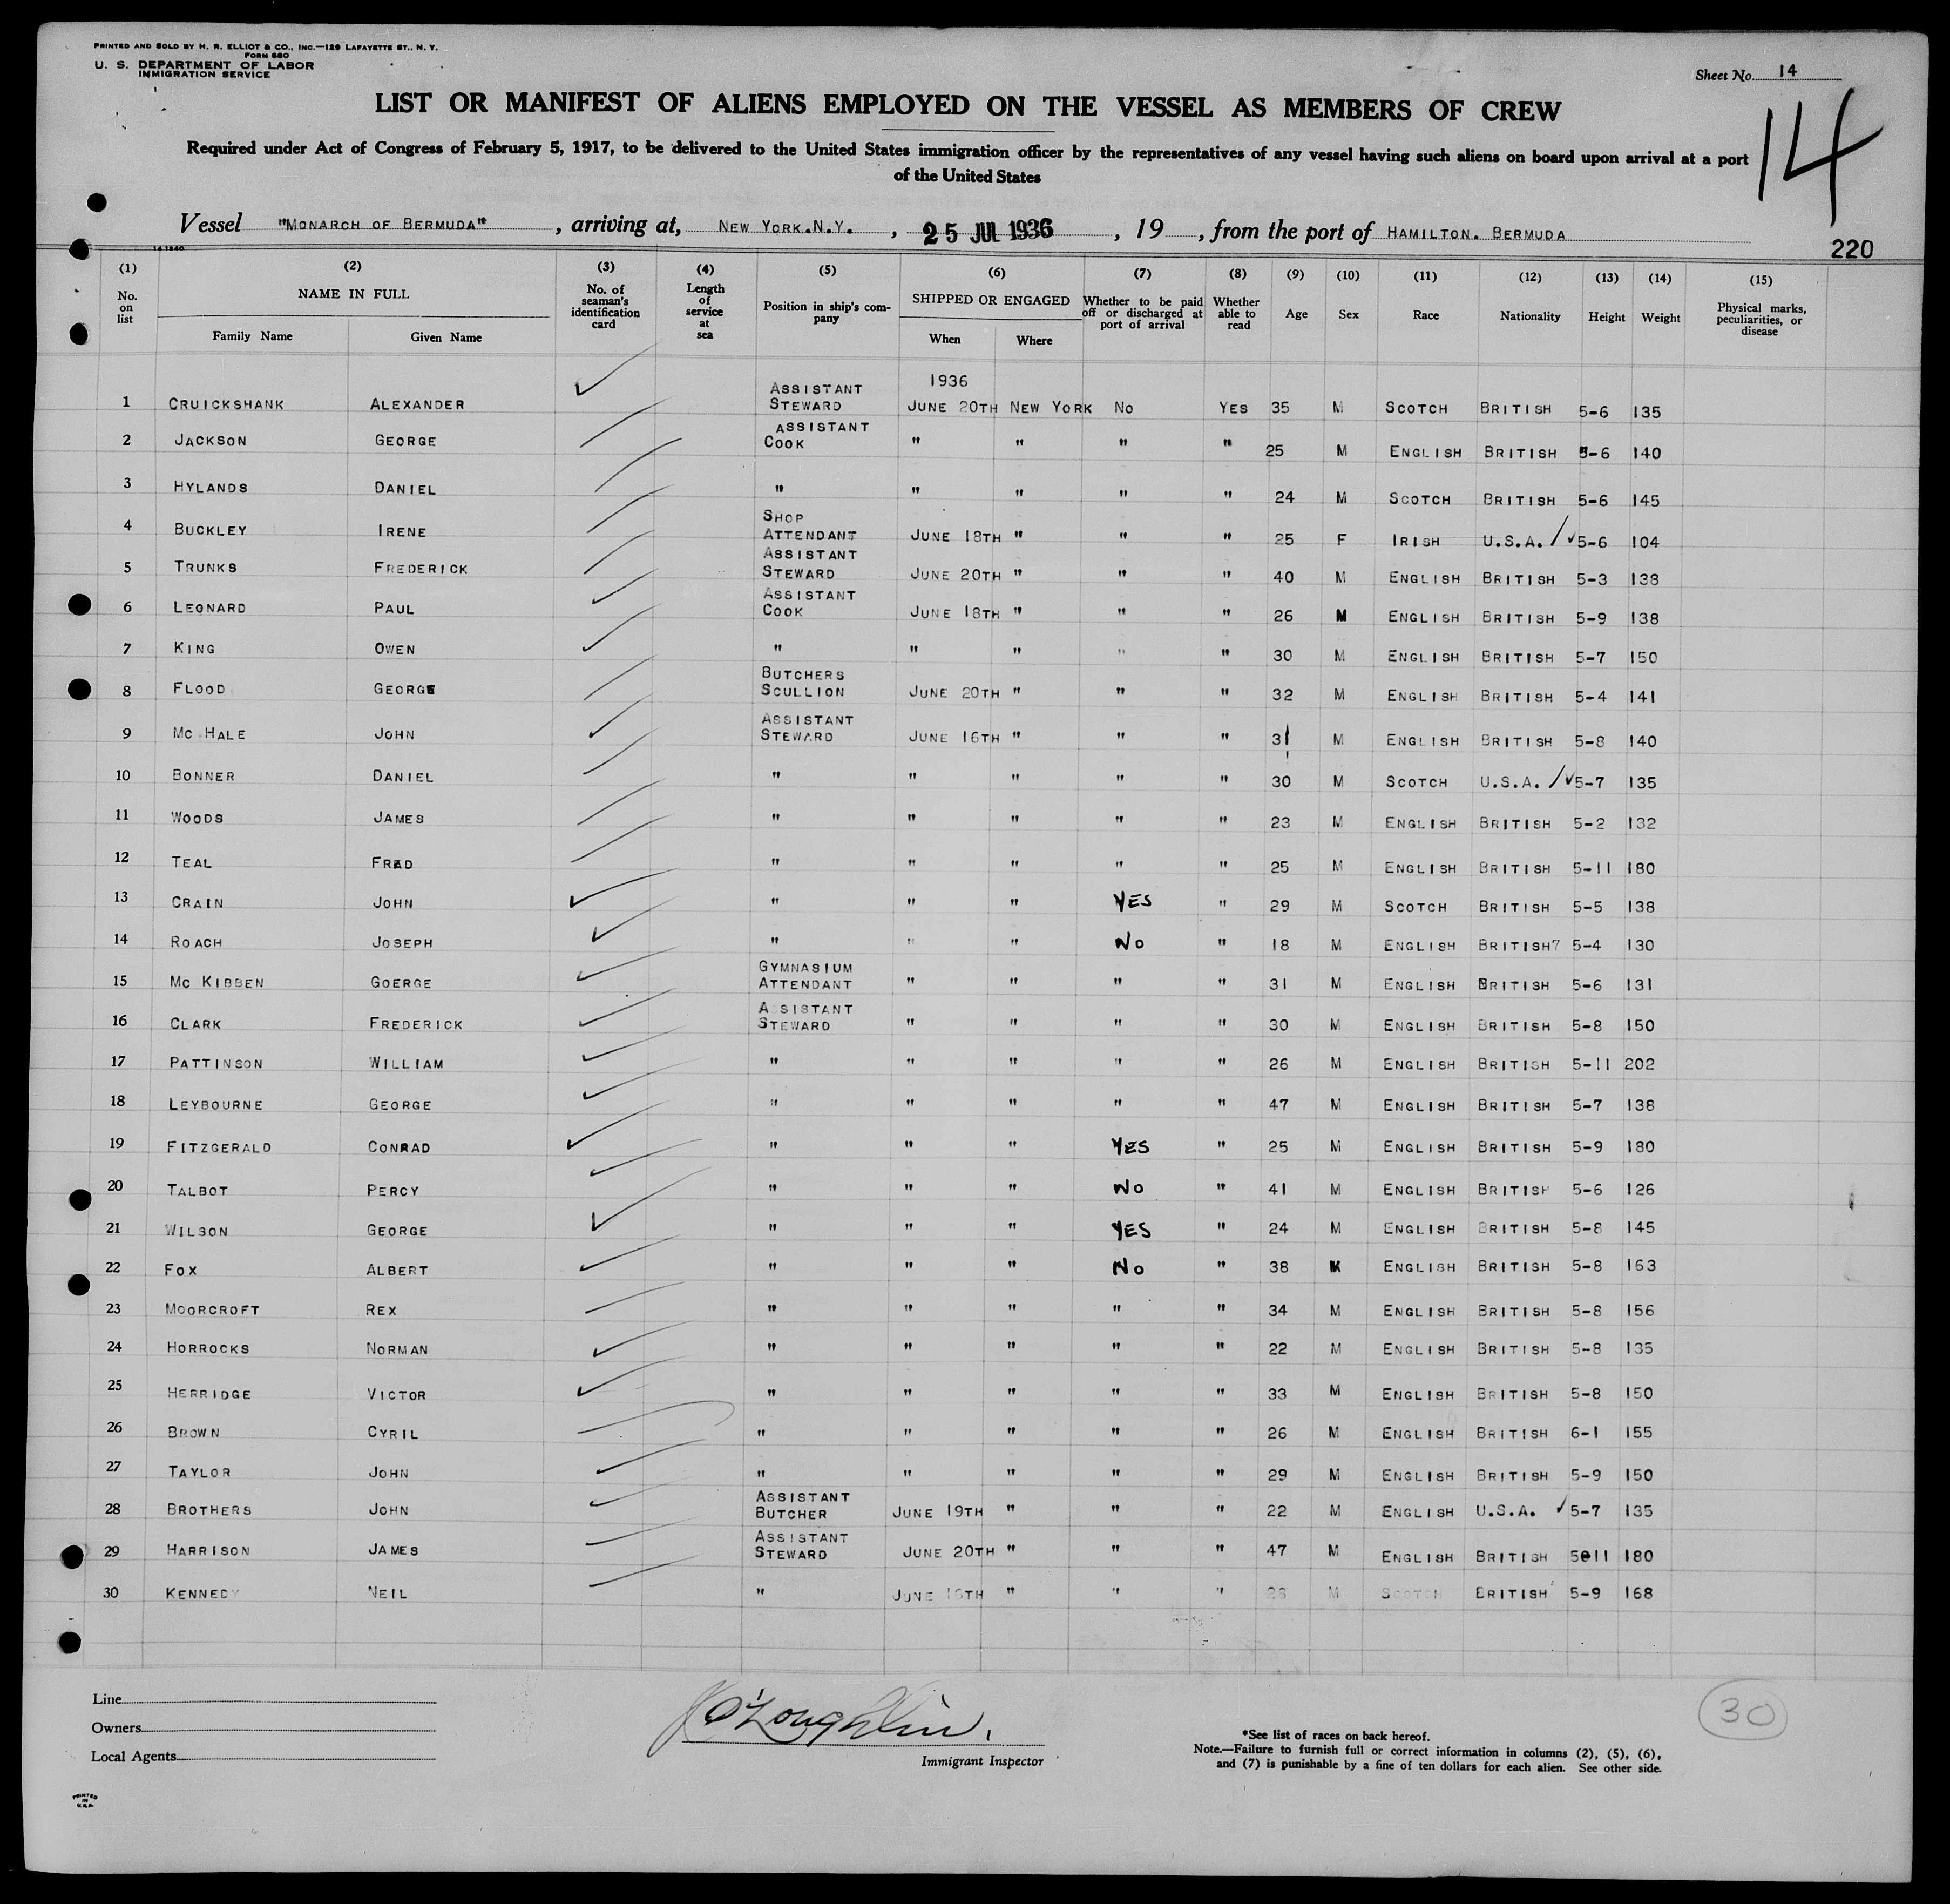 PRINTED AND SOLD BY H. R. ELLIOT & CO., INC.—129 LAFAYETTE ST., N. Y.
FORM 680
U. S. DEPARTMENT OF LABOR
IMMIGRATION SERVICE
Sheet No. 14
14
LIST OR MANIFEST OF ALIENS EMPLOYED ON THE VESSEL AS MEMBERS OF CREW
Required under Act of Congress of February 5, 1917, to be delivered to the United States immigration officer by the representatives of any vessel having such aliens on board upon arrival at a port
of the United States
Vessel "MONARCH OF BERMUDA", arriving at, NEW YORK.N.Y., 25 JUL 1936, 19 , from the port of HAMILTON. BERMUDA
220
(1) (2) (3) (4) (5) (6) (7) (8) (9) (10) (11) (12) (13) (14) (15)
No. on list NAME IN FULL Family Name Given Name No. of seaman's identification card Length of service at sea Position in ship's company SHIPPED OR ENGAGED When Where Whether to be paid off or discharged at port of arrival Whether able to read Age Sex Race Nationality Height Weight Physical marks, peculiarities, or disease
1936
1 CRUICKSHANK ALEXANDER ASSISTANT STEWARD JUNE 20TH NEW YORK NO YES 35 M SCOTCH BRITISH 5-6 135
2 JACKSON GEORGE ASSISTANT COOK " " " " 25 M ENGLISH BRITISH 5-6 140
3 HYLANDS DANIEL " " " " " 24 M SCOTCH BRITISH 5-6 145
4 BUCKLEY IRENE SHOP ATTENDANT JUNE 18TH " " " 25 F IRISH U.S.A. 5-6 104
5 TRUNKS FREDERICK ASSISTANT STEWARD JUNE 20TH " " " 40 M ENGLISH BRITISH 5-3 138
6 LEONARD PAUL ASSISTANT COOK JUNE 18TH " " " 26 M ENGLISH BRITISH 5-9 138
7 KING OWEN " " " " " 30 M ENGLISH BRITISH 5-7 150
8 FLOOD GEORGE BUTCHERS SCULLION JUNE 20TH " " " 32 M ENGLISH BRITISH 5-4 141
9 MC HALE JOHN ASSISTANT STEWARD JUNE 16TH " " " 31 M ENGLISH BRITISH 5-8 140
10 BONNER DANIEL " " " " " 30 M SCOTCH U.S.A. 5-7 135
11 WOODS JAMES " " " " " 23 M ENGLISH BRITISH 5-2 132
12 TEAL FRED " " " " " 25 M ENGLISH BRITISH 5-11 180
13 CRAIN JOHN " " " YES " 29 M SCOTCH BRITISH 5-5 138
14 ROACH JOSEPH " " " NO " 18 M ENGLISH BRITISH 5-4 130
15 MC KIBBEN GOERGE GYMNASIUM ATTENDANT " " " " 31 M ENGLISH BRITISH 5-6 131
16 CLARK FREDERICK ASSISTANT STEWARD " " " " 30 M ENGLISH BRITISH 5-8 150
17 PATTINSON WILLIAM " " " " " 26 M ENGLISH BRITISH 5-11 202
18 LEYBOURNE GEORGE " " " " " 47 M ENGLISH BRITISH 5-7 138
19 FITZGERALD CONRAD " " " YES " 25 M ENGLISH BRITISH 5-9 180
20 TALBOT PERCY " " " NO " 41 M ENGLISH BRITISH 5-6 126
21 WILSON GEORGE " " " YES " 24 M ENGLISH BRITISH 5-8 145
22 FOX ALBERT " " " NO " 38 M ENGLISH BRITISH 5-8 163
23 MOORCROFT REX " " " " " 34 M ENGLISH BRITISH 5-8 156
24 HORROCKS NORMAN " " " " " 22 M ENGLISH BRITISH 5-8 135
25 HERRIDGE VICTOR " " " " " 33 M ENGLISH BRITISH 5-8 150
26 BROWN CYRIL " " " " " 26 M ENGLISH BRITISH 6-1 155
27 TAYLOR JOHN " " " " " 29 M ENGLISH BRITISH 5-9 150
28 BROTHERS JOHN ASSISTANT BUTCHER JUNE 19TH " " " 22 M ENGLISH U.S.A. 5-7 135
29 HARRISON JAMES ASSISTANT STEWARD JUNE 20TH " " " 47 M ENGLISH BRITISH 5-11 180
30 KENNEDY NEIL " JUNE 16TH " " " M SCOTCH BRITISH 5-9 168
Line
Owners
Local Agents
J O'Loughlin.
Immigrant Inspector
30
*See list of races on back hereof.
Note.—Failure to furnish full or correct information in columns (2), (5), (6),
and (7) is punishable by a fine of ten dollars for each alien. See other side.
PRINTED
IN
U.S.A.